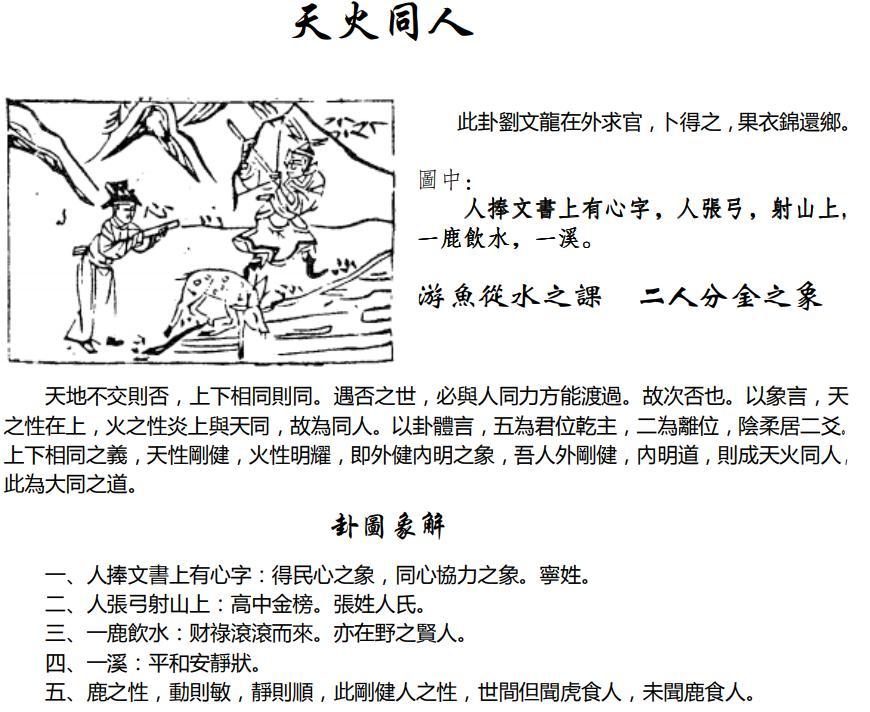 天火同人
此卦劉文龍在外求官，卜得之，果衣錦還鄉。
圖中：
人捧文書上有心字，人張弓，射山上，
一鹿飲水，一溪。
游魚從水之課　二人分金之象
心
天地不交則否，上下相同則同。遇否之世，必與人同力方能渡過。故次否也。以象言，天
之性在上，火之性炎上與天同，故為同人。以卦體言，五為君位乾主，二為離位，陰柔居二爻。
上下相同之義，天性剛健，火性明耀，即外健內明之象，吾人外剛健，內明道，則成天火同人，
此為大同之道。
卦圖象解
一、人捧文書上有心字：得民心之象，同心協力之象。寧姓。
二、人張弓射山上：高中金榜。張姓人氏。
三、一鹿飲水：财祿滾滾而來。亦在野之賢人。
四、一溪：平和安靜狀。
五、鹿之性，動則敏，靜則順，此剛健人之性，世間但聞虎食人，未聞鹿食人。